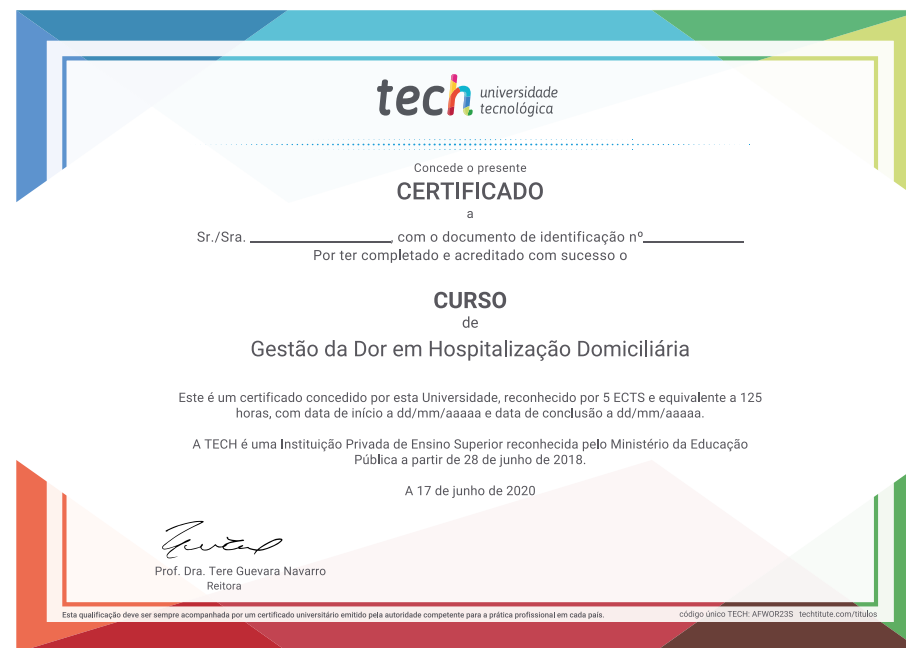 tech universidade
tecnológica
Concede o presente
CERTIFICADO
a
Sr./Sra. , com o documento de identificação nº
Por ter completado e acreditado com sucesso o
CURSO
de
Gestão da Dor em Hospitalização Domiciliária
Este é um certificado concedido por esta Universidade, reconhecido por 5 ECTS e equivalente a 125
horas, com data de início a dd/mm/aaaaa e data de conclusão a dd/mm/aaaaa.
A TECH é uma Instituição Privada de Ensino Superior reconhecida pelo Ministério da Educação
Pública a partir de 28 de junho de 2018.
A 17 de junho de 2020
Prof. Dra. Tere Guevara Navarro
Reitora
Esta qualificação deve ser sempre acompanhada por um certificado universitário emitido pela autoridade competente para a prática profissional em cada país.
código único TECH: AFWOR23S techtitute.com/titulos